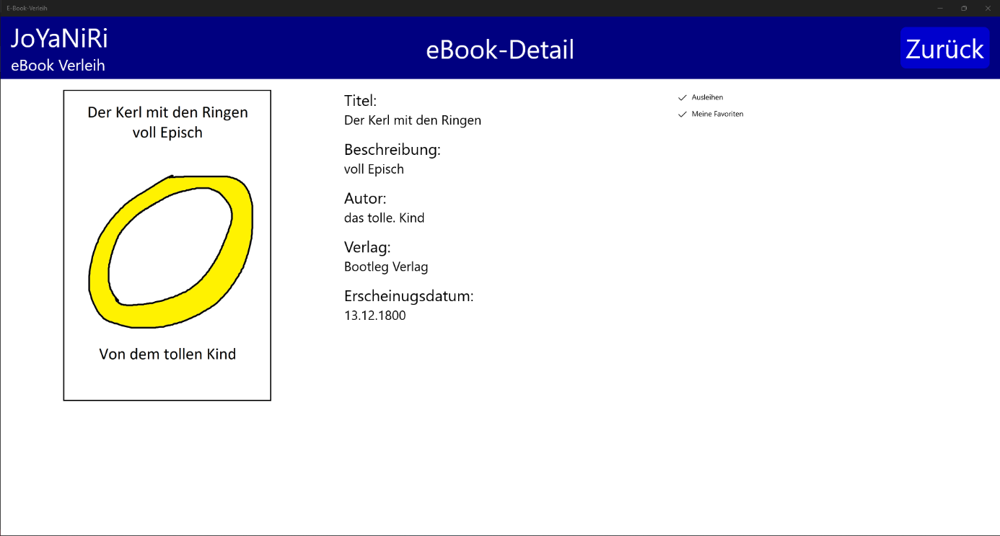 E-Book-Verleih
JoYaNiRi
eBook Verleih
eBook-Detail
Zurück
Der Kerl mit den Ringen
voll Episch
Von dem tollen Kind
Titel:
Der Kerl mit den Ringen
Beschreibung:
voll Episch
Autor:
das tolle. Kind
Verlag:
Bootleg Verlag
Erscheinugsdatum:
13.12.1800
Ausleihen
Meine Favoriten